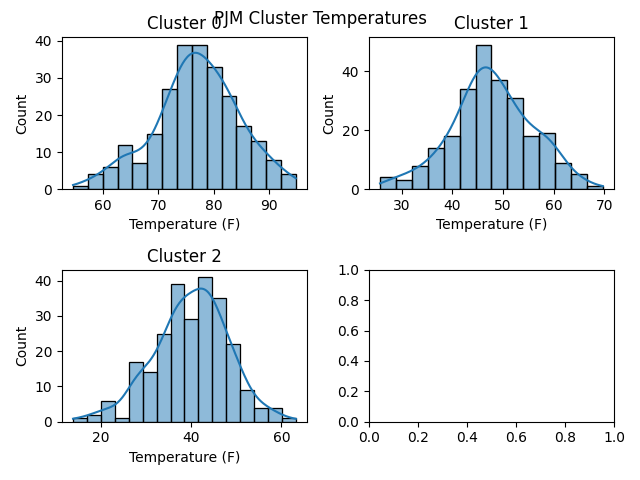 PJM Cluster Temperatures
Cluster 0
Cluster 1
40
30
20
10
0
Count
60 70 80 90
Temperature (F)
40
20
0
Count
30 40 50 60 70
Temperature (F)
Cluster 2
40
30
20
10
0
Count
20 40 60
Temperature (F)
1.0
0.8
0.6
0.4
0.2
0.0
0.0 0.2 0.4 0.6 0.8 1.0